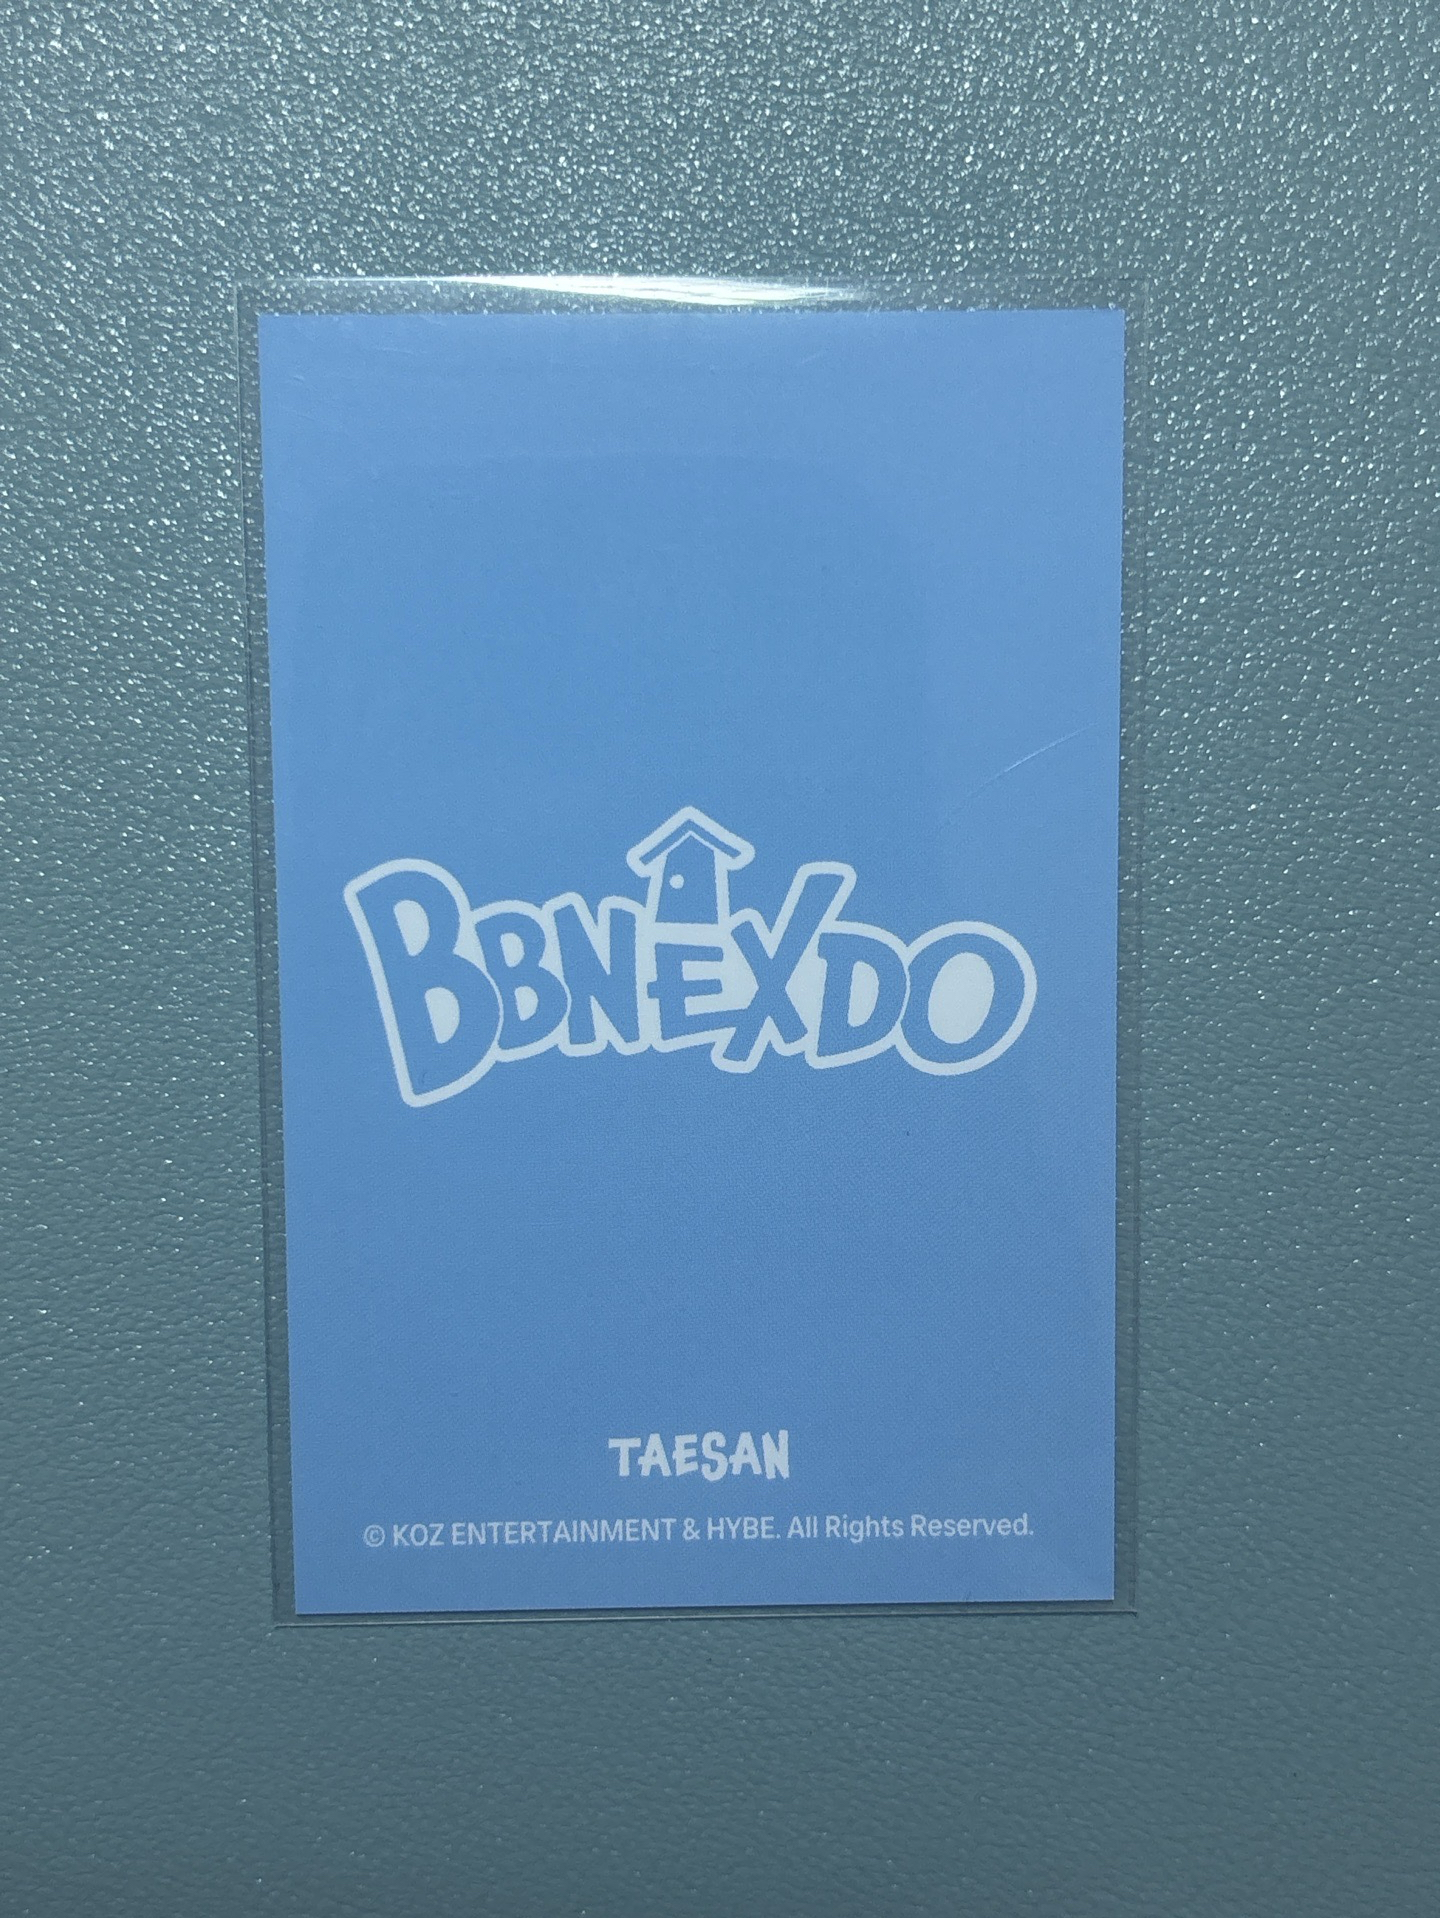 BBNEXDO
TAESAN
© KOZ ENTERTAINMENT & HYBE. All Rights Reserved.